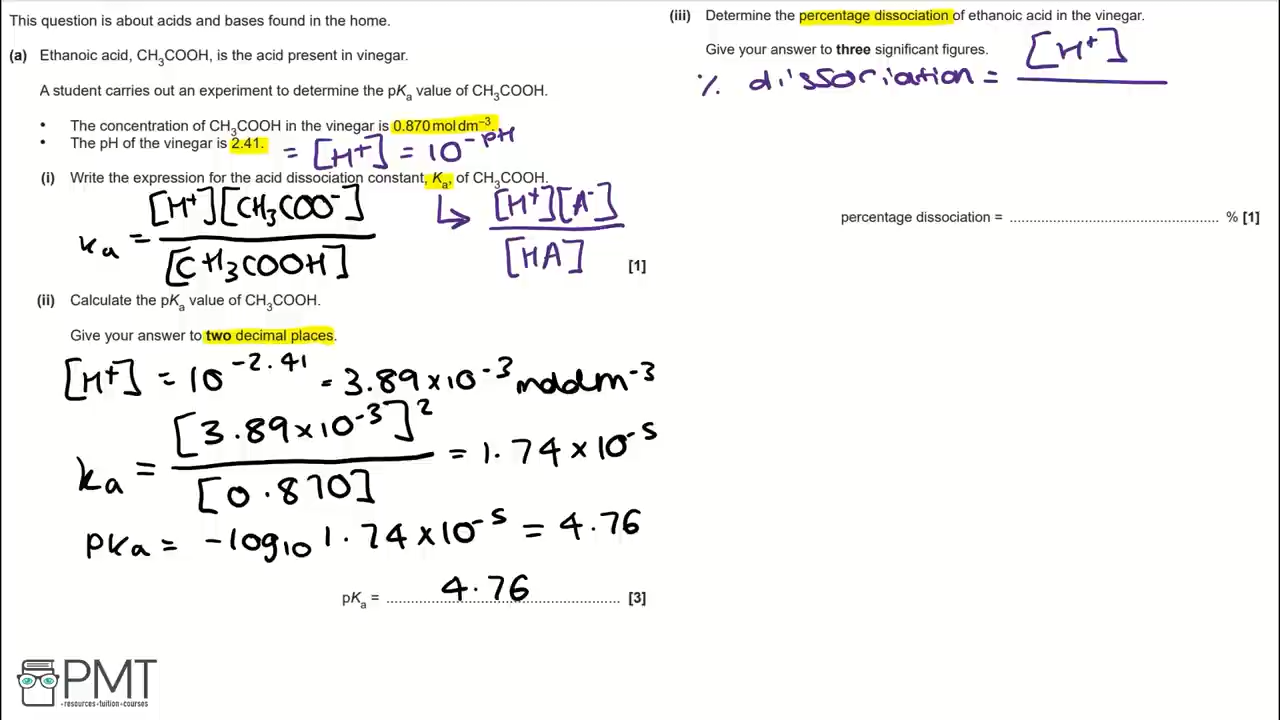 This question is about acids and bases found in the home.
(a) Ethanoic acid, CH₃COOH, is the acid present in vinegar.
A student carries out an experiment to determine the pKₐ value of CH₃COOH.
• The concentration of CH₃COOH in the vinegar is 0.870 mol dm⁻³.
• The pH of the vinegar is 2.41. = [H⁺] = 10⁻ᵖᴴ
(i) Write the expression for the acid dissociation constant, Kₐ, of CH₃COOH.
Ka = [H⁺][CH₃COO⁻] / [CH₃COOH]
↳ [H⁺][A⁻] / [HA]
[1]
(ii) Calculate the pKₐ value of CH₃COOH.
Give your answer to two decimal places.
[H⁺] = 10⁻²·⁴¹ = 3.89 × 10⁻³ moldm⁻³
Ka = [3.89 × 10⁻³]² / [0.870] = 1.74 × 10⁻⁵
pKa = -log₁₀ 1.74 × 10⁻⁵ = 4.76
pKₐ = 4.76 [3]
(iii) Determine the percentage dissociation of ethanoic acid in the vinegar.
Give your answer to three significant figures.
% dissociation = [H⁺]
percentage dissociation = .................................................... % [1]
PMT
resources•tuition•courses